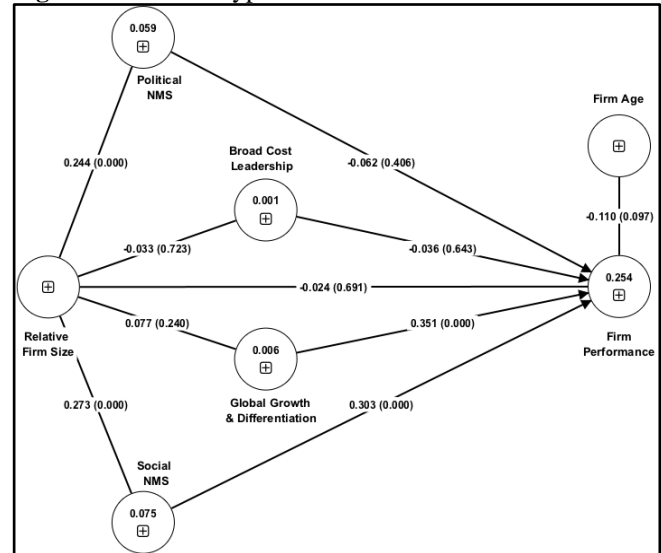 0.059
Political
NMS
Firm Age
Broad Cost
Leadership
0.244 (0.000)
-0.062 (0.406)
0.001
-0.110 (0.097)
-0.033 (0.723)
-0.036 (0.643)
0.254
-0.024 (0.691)
Relative
Firm Size
0.077 (0.240)
0.351 (0.000)
Firm
Performance
0.006
Global Growth
& Differentiation
0.273 (0.000)
0.303 (0.000)
Social
NMS
0.075